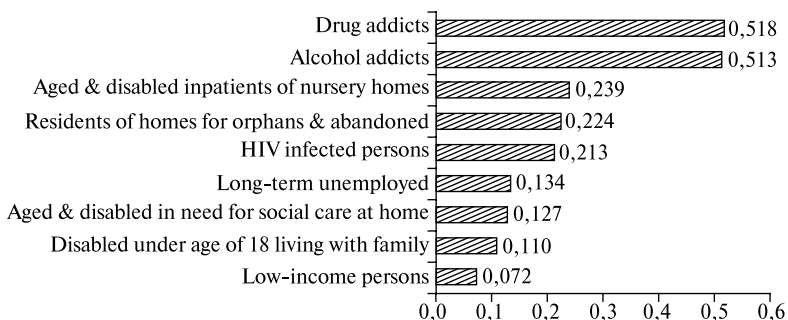 Drug addicts 0,518
Alcohol addicts 0,513
Aged & disabled inpatients of nursery homes 0,239
Residents of homes for orphans & abandoned 0,224
HIV infected persons 0,213
Long-term unemployed 0,134
Aged & disabled in need for social care at home 0,127
Disabled under age of 18 living with family 0,110
Low-income persons 0,072
0,0 0,1 0,2 0,3 0,4 0,5 0,6